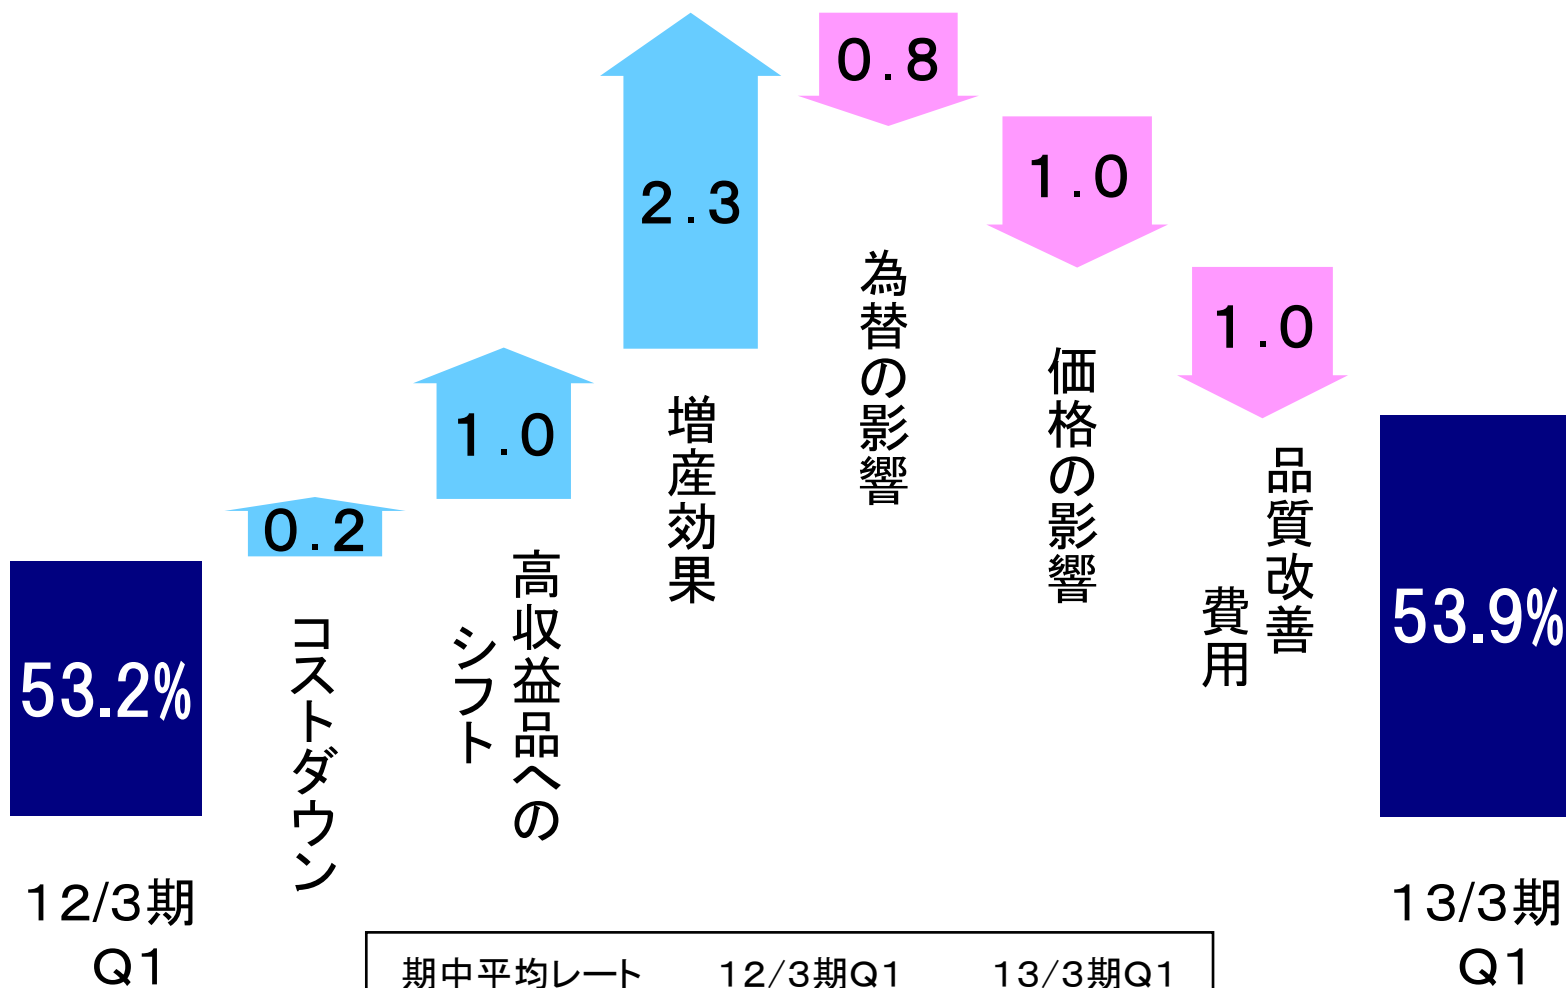 53.2%
12/3期
Q1
0.2
コストダウン
1.0
高収益品への
シフト
2.3
増産効果
0.8
為替の影響
1.0
価格の影響
1.0
品質改善
費用
53.9%
13/3期
Q1
期中平均レート 12/3期Q1 13/3期Q1